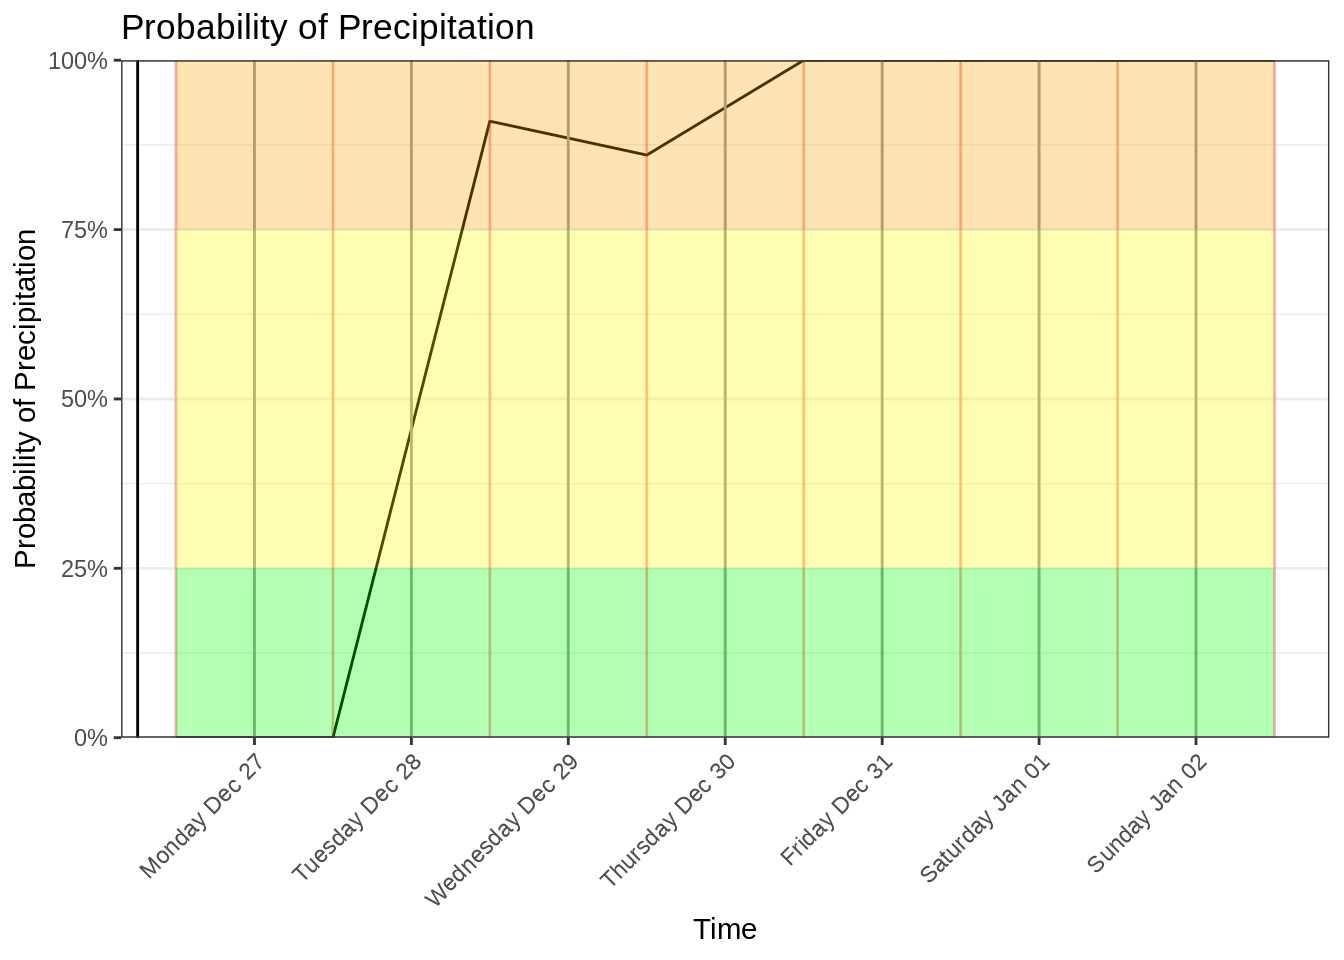 Probability of Precipitation
Probability of Precipitation
100%
75%
50%
25%
0%
Monday Dec 27
Tuesday Dec 28
Wednesday Dec 29
Thursday Dec 30
Friday Dec 31
Saturday Jan 01
Sunday Jan 02
Time